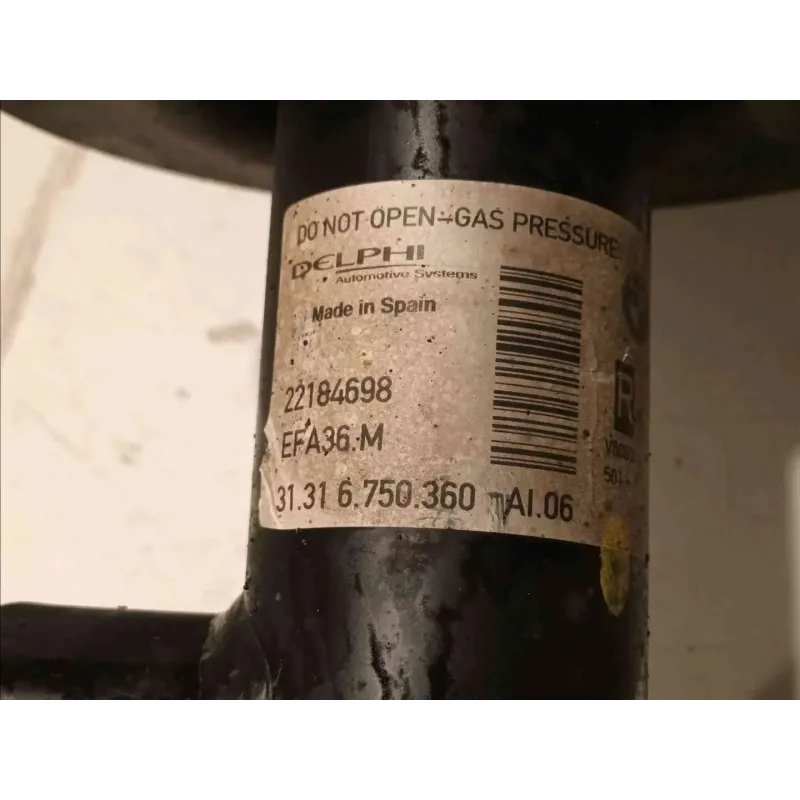 DO NOT OPEN-GAS PRESSURE
DELPHI
Automotive Systems
Made in Spain
22184698
EFA36.M
31.31 6.750.360 AI.06
R